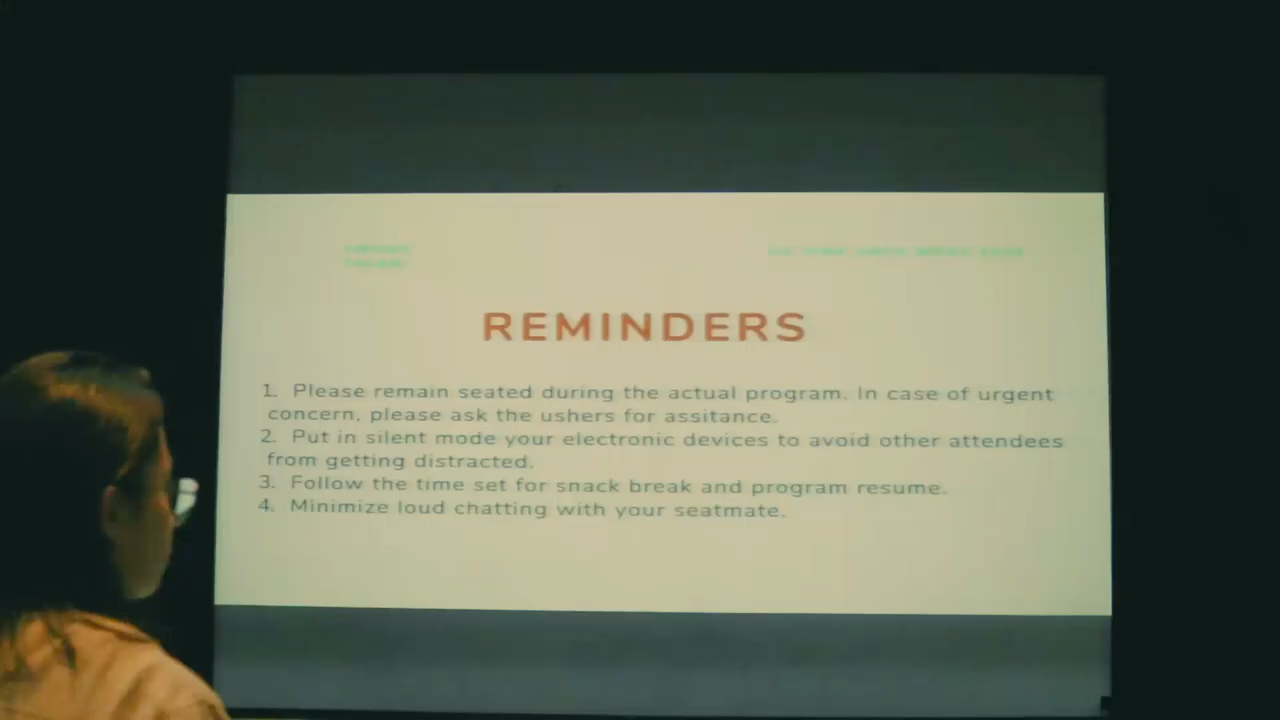 REMINDERS
1. Please remain seated during the actual program. In case of urgent
concern, please ask the ushers for assitance.
2. Put in silent mode your electronic devices to avoid other attendees
from getting distracted.
3. Follow the time set for snack break and program resume.
4. Minimize loud chatting with your seatmate.